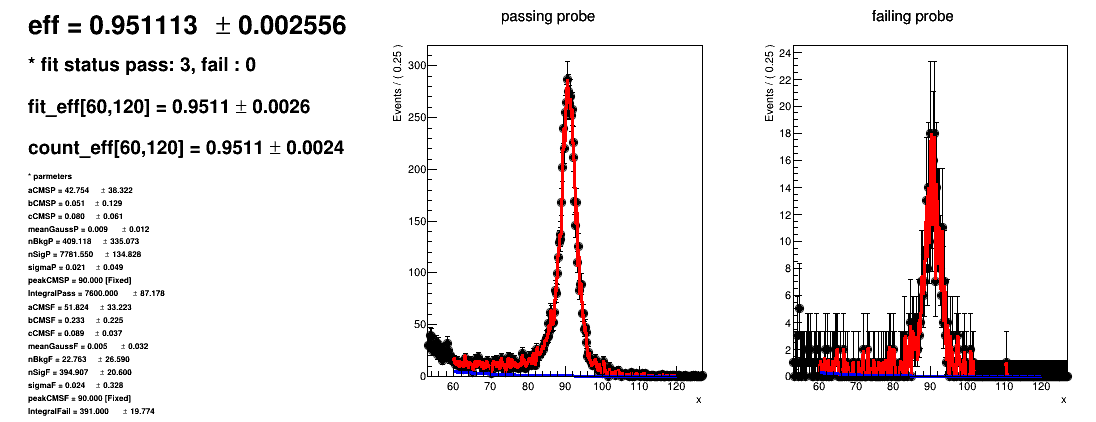 eff = 0.951113 ± 0.002556
* fit status pass: 3, fail : 0
fit_eff[60,120] = 0.9511 ± 0.0026
count_eff[60,120] = 0.9511 ± 0.0024
* parmeters
aCMSP = 42.754 ± 38.322
bCMSP = 0.051 ± 0.129
cCMSP = 0.080 ± 0.061
meanGaussP = 0.009 ± 0.012
nBkgP = 409.118 ± 335.073
nSigP = 7781.550 ± 134.828
sigmaP = 0.021 ± 0.049
peakCMSP = 90.000 [Fixed]
IntegralPass = 7600.000 ± 87.178
aCMSF = 51.824 ± 33.223
bCMSF = 0.233 ± 0.225
cCMSF = 0.089 ± 0.037
meanGaussF = 0.005 ± 0.032
nBkgF = 22.763 ± 26.590
nSigF = 394.907 ± 20.600
sigmaF = 0.024 ± 0.328
peakCMSF = 90.000 [Fixed]
IntegralFail = 391.000 ± 19.774
passing probe
Events / ( 0.25 )
300
250
200
150
100
50
0
60 70 80 90 100 110 120
x
failing probe
Events / ( 0.25 )
24
22
20
18
16
14
12
10
8
6
4
2
0
60 70 80 90 100 110 120
x